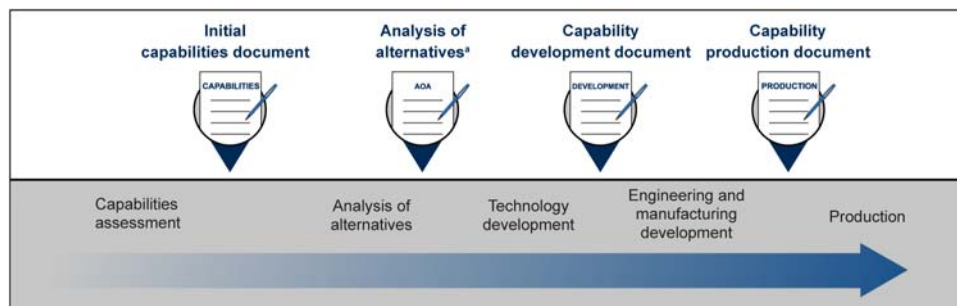 Initial
capabilities document
Analysis of
alternativesᵃ
Capability
development document
Capability
production document
CAPABILITIES
AOA
DEVELOPMENT
PRODUCTION
Capabilities
assessment
Analysis of
alternatives
Technology
development
Engineering and
manufacturing
development
Production